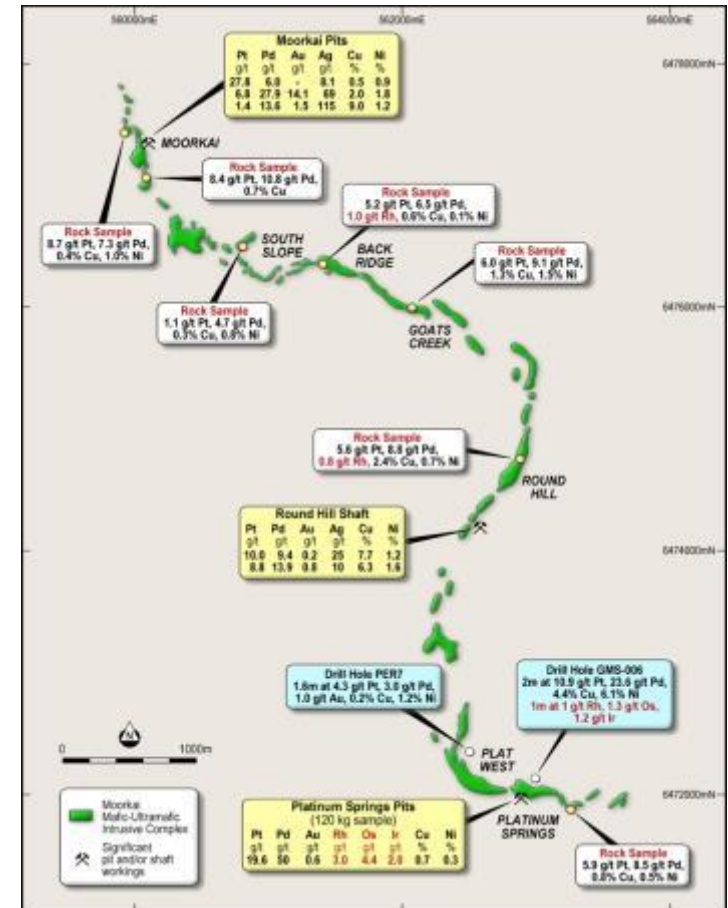 560000mE 562000mE 564000mE
6478000mN
Moorkai Pits
Pt Pd Au Ag Cu Ni
g/t g/t g/t g/t % %
27.8 6.0 - 8.1 0.5 0.9
6.8 27.9 14.1 69 2.0 1.8
1.4 13.6 1.5 115 9.0 1.2
MOORKAI
Rock Sample
8.4 g/t Pt, 10.8 g/t Pd,
0.7% Cu
Rock Sample
5.2 g/t Pt, 6.5 g/t Pd,
1.0 g/t Rh, 0.6% Cu, 0.1% Ni
Rock Sample
8.7 g/t Pt, 7.3 g/t Pd,
0.4% Cu, 1.0% Ni
SOUTH
SLOPE
BACK
RIDGE
Rock Sample
6.0 g/t Pt, 9.1 g/t Pd,
1.3% Cu, 1.5% Ni
6476000mN
Rock Sample
1.1 g/t Pt, 4.7 g/t Pd,
0.3% Cu, 0.8% Ni
GOATS
CREEK
Rock Sample
5.6 g/t Pt, 8.8 g/t Pd,
0.8 g/t Rh, 2.4% Cu, 0.7% Ni
ROUND
HILL
Round Hill Shaft
Pt Pd Au Ag Cu Ni
g/t g/t g/t g/t % %
10.0 9.4 0.2 25 7.7 1.2
8.8 13.9 0.8 10 6.3 1.6
6474000mN
Drill Hole PER7
1.6m at 4.3 g/t Pt, 3.0 g/t Pd,
1.0 g/t Au, 0.2% Cu, 1.2% Ni
Drill Hole GMS-006
2m at 10.9 g/t Pt, 23.6 g/t Pd,
4.4% Cu, 6.1% Ni
1m at 1 g/t Rh, 1.3 g/t Os,
1.2 g/t Ir
0 1000m
PLAT
WEST
6472000mN
Moorkai
Mafic-Ultramafic
Intrusive Complex
Significant
pit and/or shaft
workings
Platinum Springs Pits
(120 kg sample)
Pt Pd Au Rh Os Ir Cu Ni
g/t g/t g/t g/t g/t g/t % %
19.6 50 0.6 3.0 4.4 2.0 0.7 0.3
PLATINUM
SPRINGS
Rock Sample
5.9 g/t Pt, 8.5 g/t Pd,
0.8% Cu, 0.5% Ni